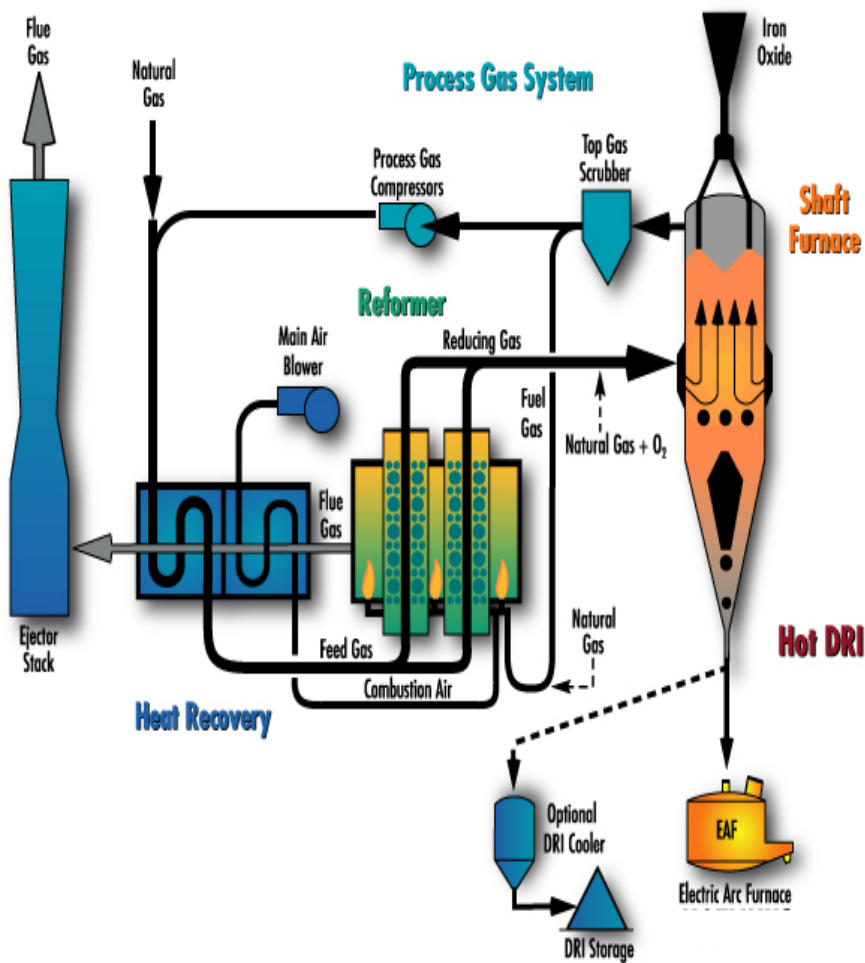 Flue
Gas
Natural
Gas
Process Gas System
Iron
Oxide
Process Gas
Compressors
Top Gas
Scrubber
Shaft
Furnace
Reformer
Main Air
Blower
Reducing Gas
Fuel
Gas
Natural Gas + O₂
Flue
Gas
Ejector
Stack
Feed Gas
Combustion Air
Natural
Gas
Hot DRI
Heat Recovery
Optional
DRI Cooler
EAF
Electric Arc Furnace
DRI Storage